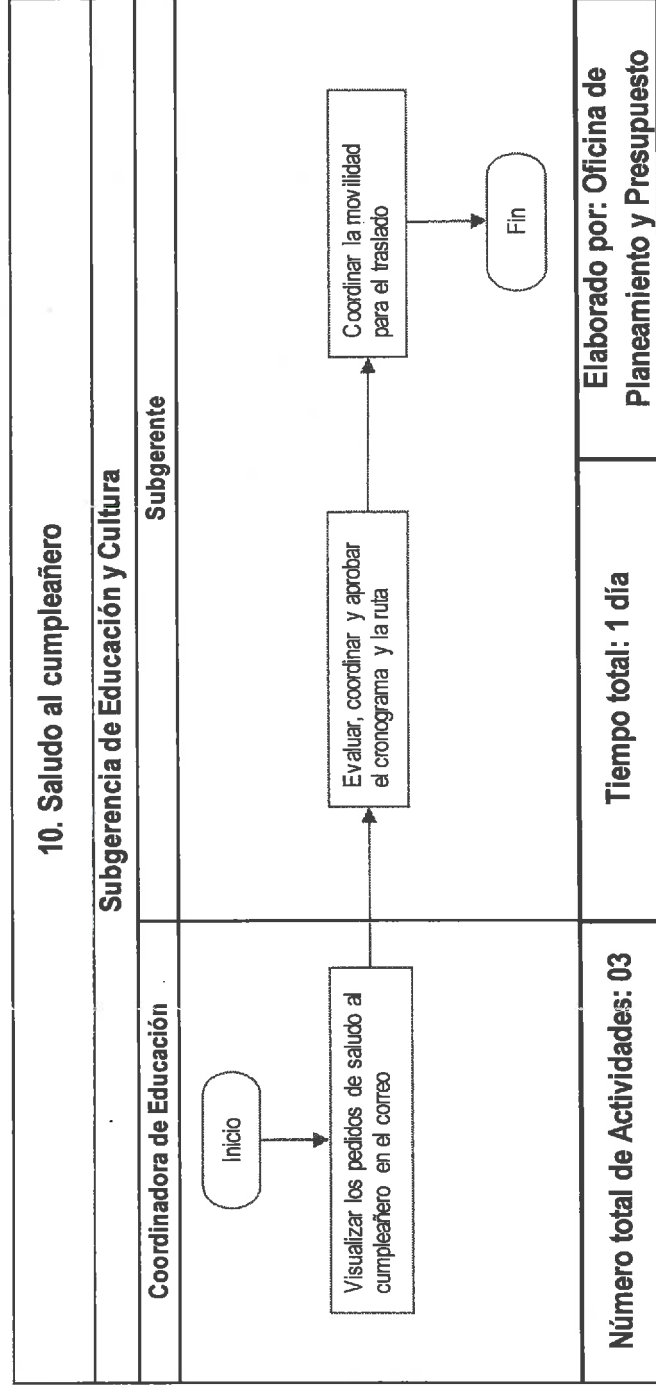 10. Saludo al cumpleañero
Subgerencia de Educación y Cultura
Coordinadora de Educación
Subgerente
Inicio
Visualizar los pedidos de saludo al
cumpleañero en el correo
Evaluar, coordinar y aprobar
el cronograma y la ruta
Coordinar la movilidad
para el traslado
Fin
Número total de Actividades: 03
Tiempo total: 1 día
Elaborado por: Oficina de
Planeamiento y Presupuesto